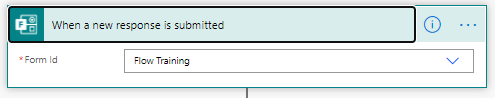 When a new response is submitted
* Form Id
Flow Training